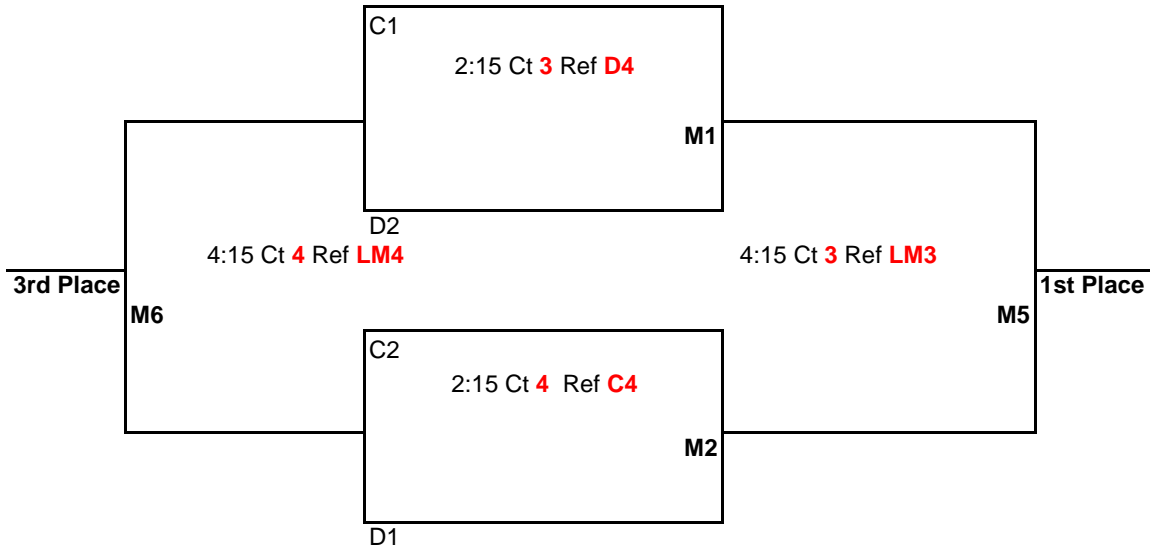 C1
2:15 Ct 3 Ref D4
M1
D2
4:15 Ct 4 Ref LM4
4:15 Ct 3 Ref LM3
3rd Place
1st Place
M6
M5
C2
2:15 Ct 4 Ref C4
M2
D1